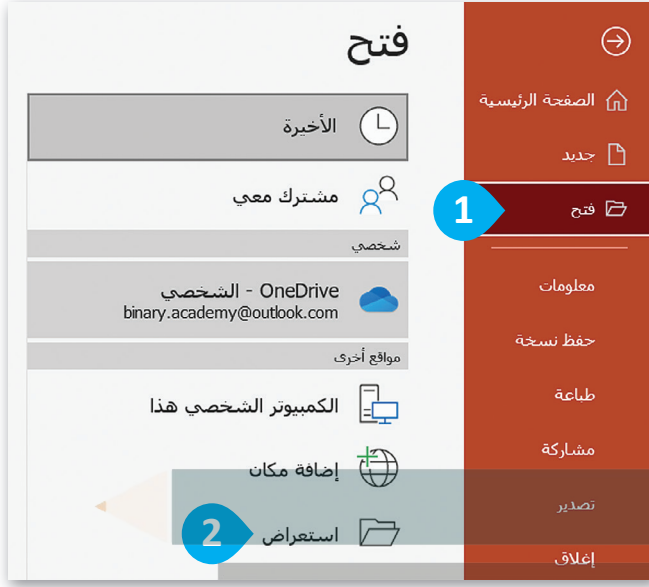 الصفحة الرئيسية
جديد
فتح
1
معلومات
حفظ نسخة
طباعة
مشاركة
تصدير
إغلاق
فتح
الأخيرة
مشترك معي
شخصي
OneDrive - الشخصي
binary.academy@outlook.com
مواقع أخرى
الكمبيوتر الشخصي هذا
إضافة مكان
استعراض
2